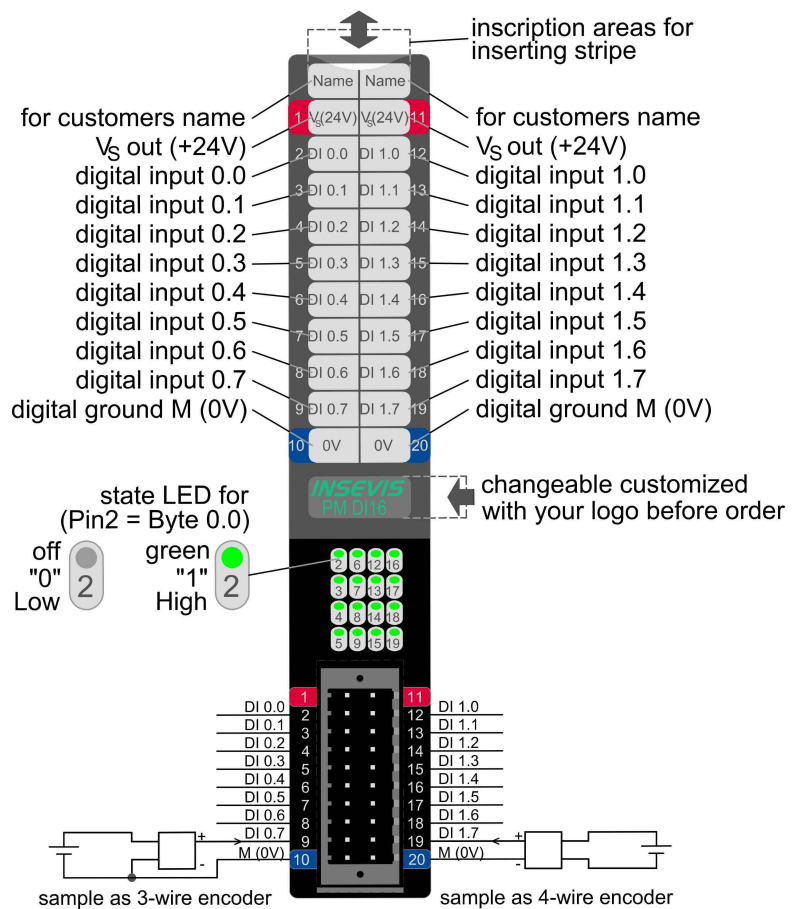 inscription areas for
inserting stripe
Name Name
for customers name
for customers name
1 VS(24V) VS(24V) 11
VS out (+24V)
VS out (+24V)
2 DI 0.0 DI 1.0 12
digital input 0.0
digital input 1.0
3 DI 0.1 DI 1.1 13
digital input 0.1
digital input 1.1
4 DI 0.2 DI 1.2 14
digital input 0.2
digital input 1.2
5 DI 0.3 DI 1.3 15
digital input 0.3
digital input 1.3
6 DI 0.4 DI 1.4 16
digital input 0.4
digital input 1.4
7 DI 0.5 DI 1.5 17
digital input 0.5
digital input 1.5
8 DI 0.6 DI 1.6 18
digital input 0.6
digital input 1.6
9 DI 0.7 DI 1.7 19
digital input 0.7
digital input 1.7
digital ground M (0V)
digital ground M (0V)
10 0V 0V 20
INSEVIS
PM DI16
changeable customized
with your logo before order
state LED for
(Pin2 = Byte 0.0)
off
"0"
Low
2
green
"1"
High
2
2 6 12 16
3 7 13 17
4 8 14 18
5 9 15 19
1 11
DI 0.0 2 12 DI 1.0
DI 0.1 3 13 DI 1.1
DI 0.2 4 14 DI 1.2
DI 0.3 5 15 DI 1.3
DI 0.4 6 16 DI 1.4
DI 0.5 7 17 DI 1.5
DI 0.6 8 18 DI 1.6
+ DI 0.7 9 19 DI 1.7 +
- M (0V) 10 20 M (0V) -
sample as 3-wire encoder
sample as 4-wire encoder